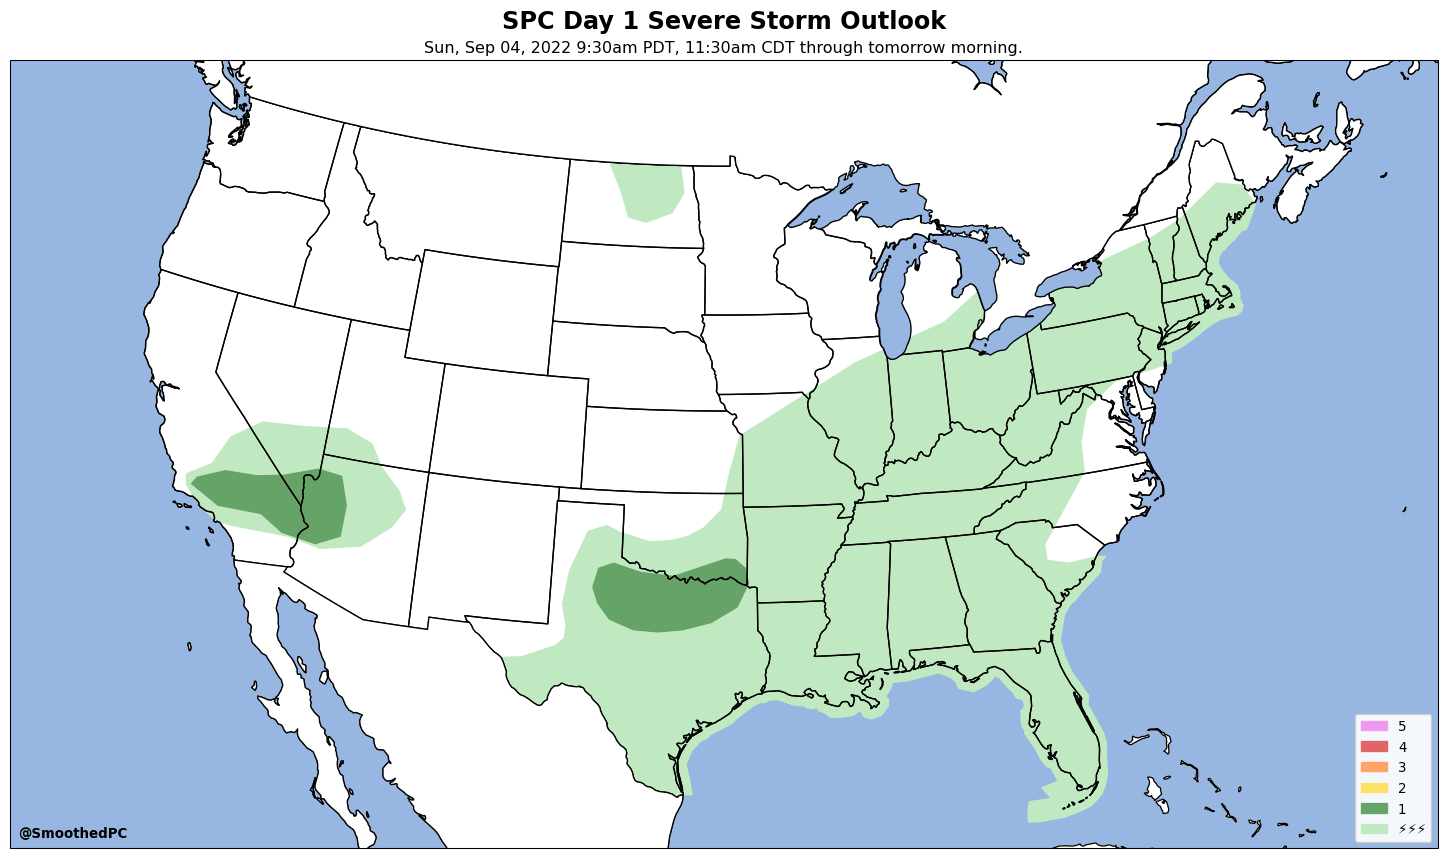 SPC Day 1 Severe Storm Outlook
Sun, Sep 04, 2022 9:30am PDT, 11:30am CDT through tomorrow morning.
5
4
3
2
1
⚡⚡⚡
@SmoothedPC